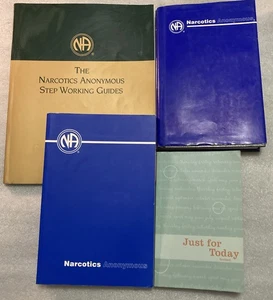 NA
THE
NARCOTICS ANONYMOUS
STEP WORKING GUIDES
NA
Narcotics Anonymous
NA
Narcotics Anonymous
Just for
Today